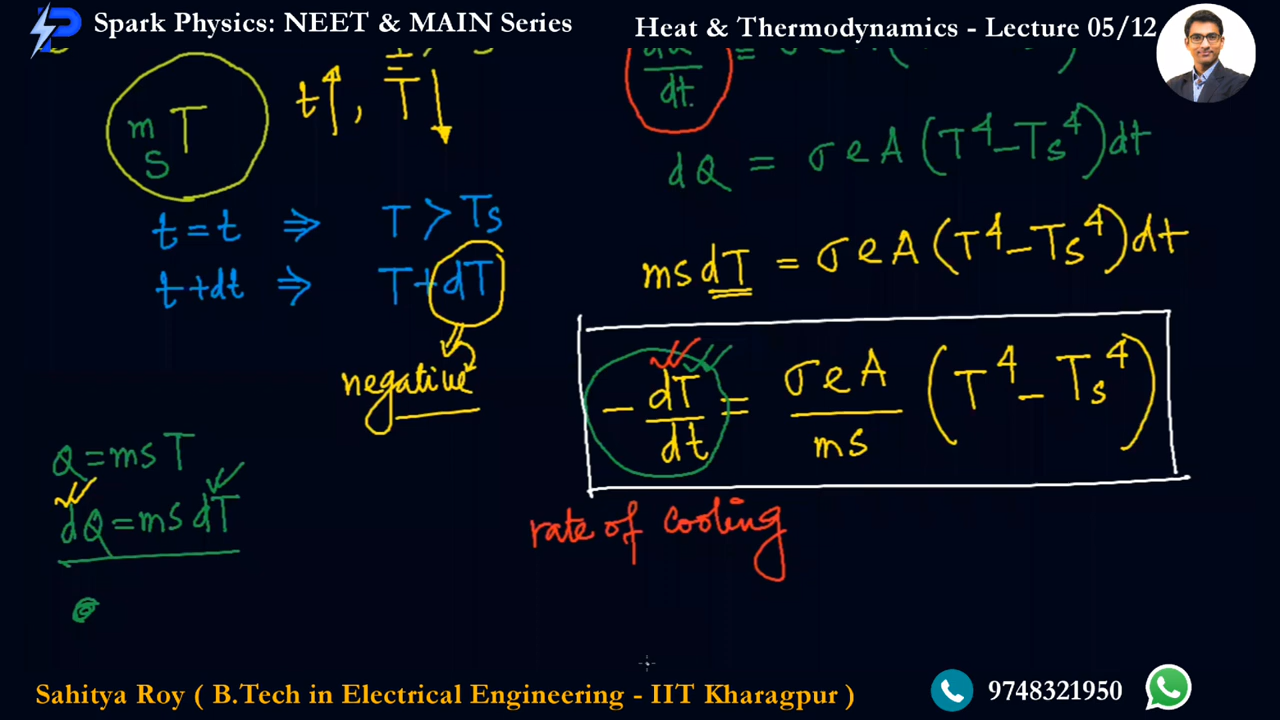 Spark Physics: NEET & MAIN Series
Heat & Thermodynamics - Lecture 05/12
m
s T
t↑, T↓
dt
dQ = σeA(T⁴-Ts⁴)dt
t=t ⇒ T>Ts
t+dt ⇒ T+dT
negative
msdT = σeA(T⁴-Ts⁴)dt
-dT/dt = σeA/ms (T⁴-Ts⁴)
rate of cooling
Q=msT
dQ=msdT
Sahitya Roy ( B.Tech in Electrical Engineering - IIT Kharagpur )
9748321950